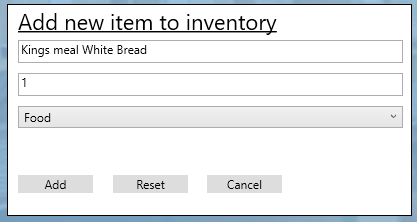 Add new item to inventory
Kings meal White Bread
1
Food
Add Reset Cancel